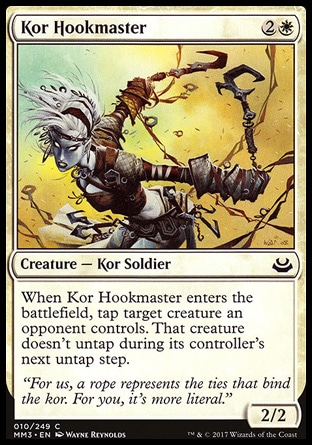 Kor Hookmaster 2
Creature — Kor Soldier
When Kor Hookmaster enters the
battlefield, tap target creature an
opponent controls. That creature
doesn't untap during its controller's
next untap step.
"For us, a rope represents the ties that bind
the kor. For you, it's more literal."
2/2
010/249 C
MM3 • EN Wayne Reynolds
™ & © 2017 Wizards of the Coast